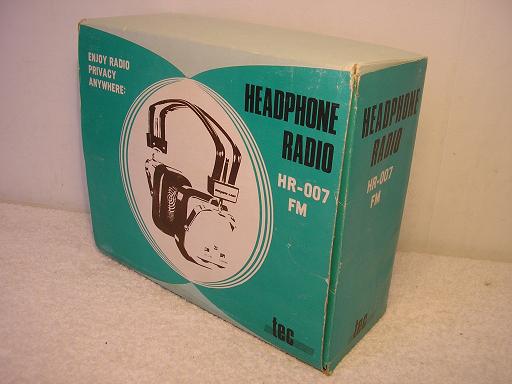 ENJOY RADIO
PRIVACY
ANYWHERE:
HEADPHONE
RADIO
HR-007
FM
tec
HEADPHONE
RADIO
HR-007
FM
tec